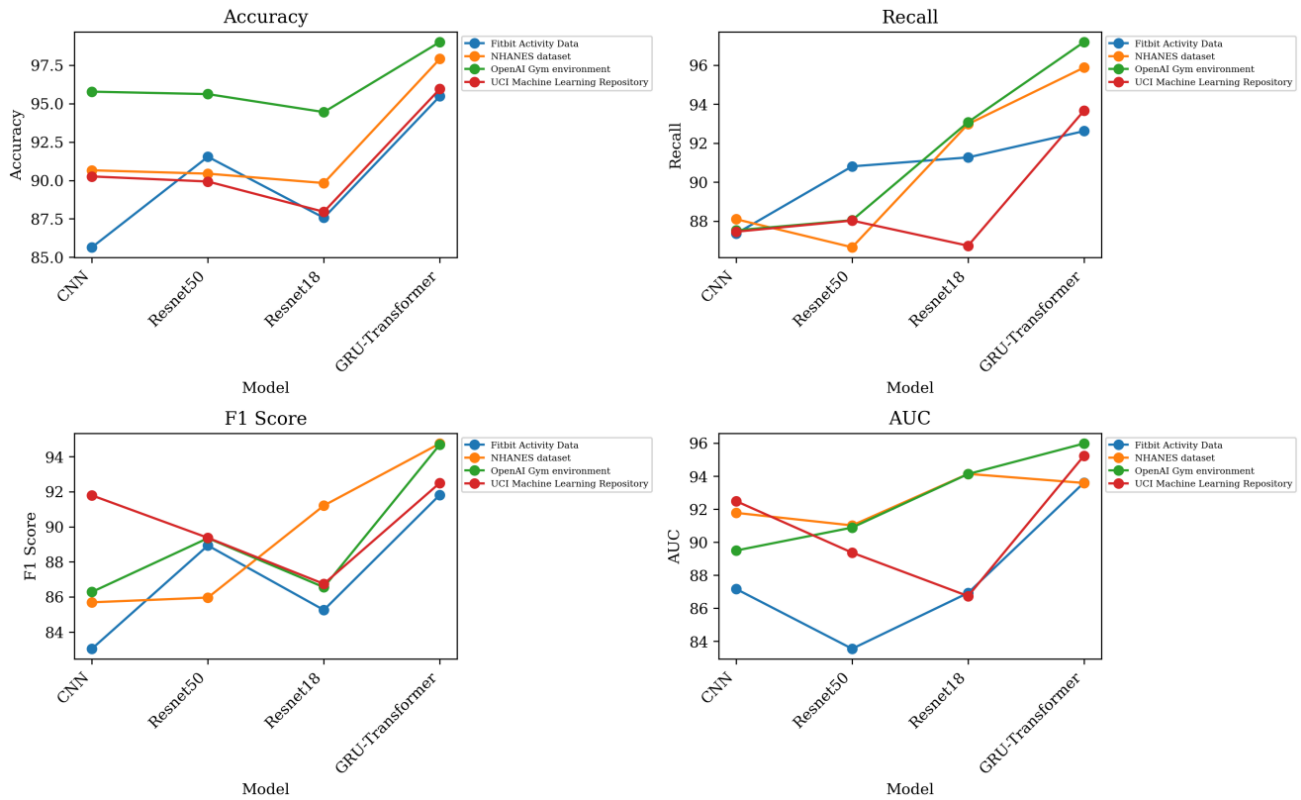 Accuracy
97.5
95.0
92.5
90.0
87.5
85.0
Accuracy
CNN
Resnet50
Resnet18
GRU-Transformer
Model
Fitbit Activity Data
NHANES dataset
OpenAI Gym environment
UCI Machine Learning Repository
Recall
96
94
92
90
88
Recall
CNN
Resnet50
Resnet18
GRU-Transformer
Model
Fitbit Activity Data
NHANES dataset
OpenAI Gym environment
UCI Machine Learning Repository
F1 Score
94
92
90
88
86
84
F1 Score
CNN
Resnet50
Resnet18
GRU-Transformer
Model
Fitbit Activity Data
NHANES dataset
OpenAI Gym environment
UCI Machine Learning Repository
AUC
96
94
92
90
88
86
84
AUC
CNN
Resnet50
Resnet18
GRU-Transformer
Model
Fitbit Activity Data
NHANES dataset
OpenAI Gym environment
UCI Machine Learning Repository